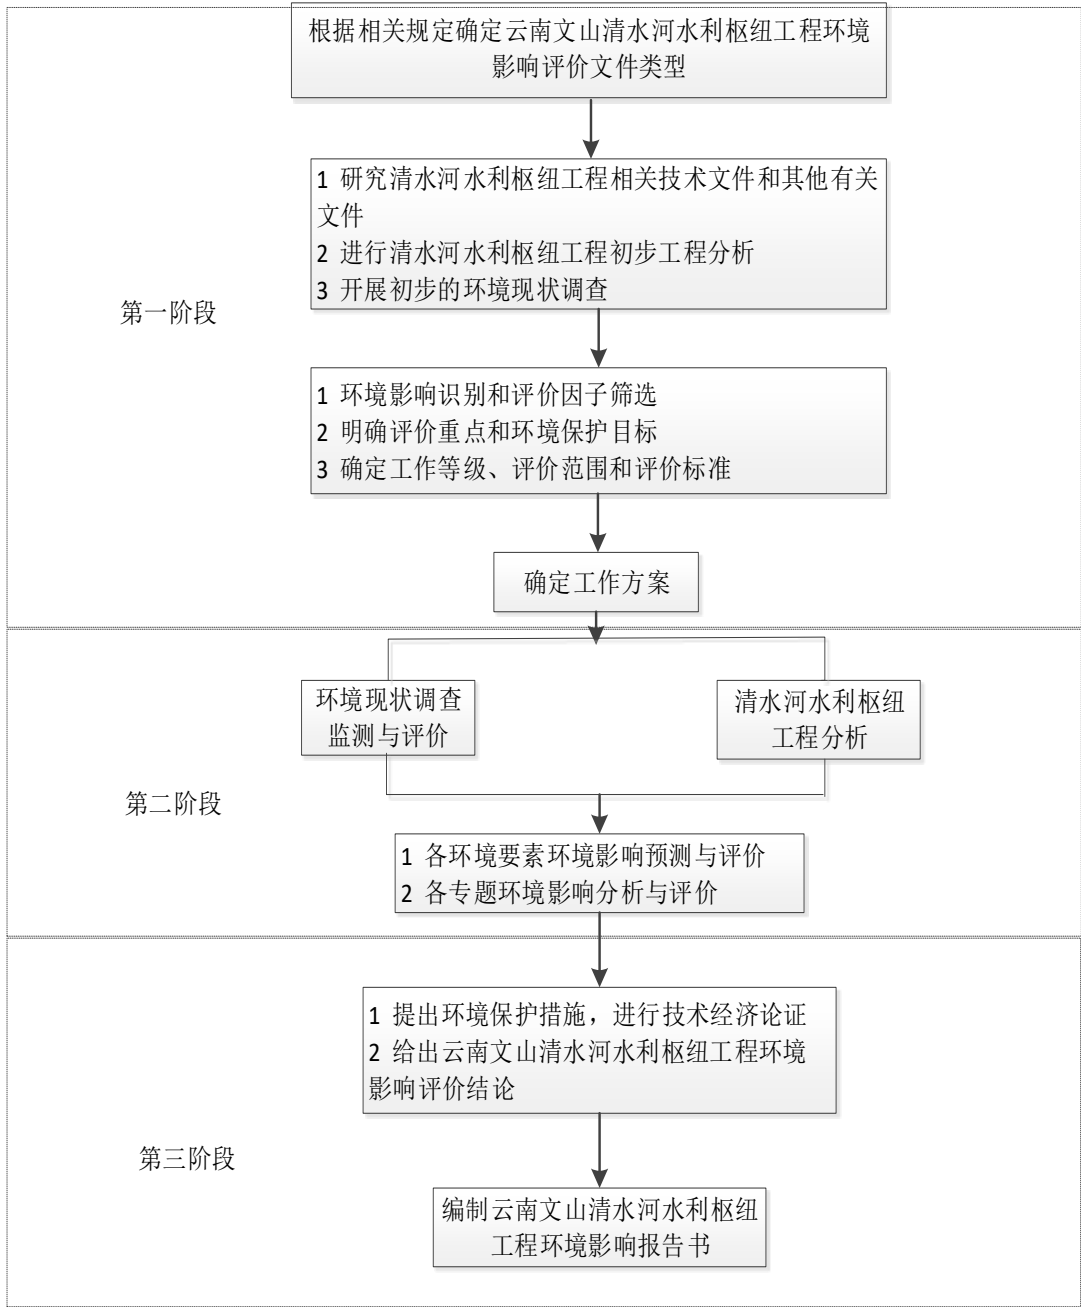 根据相关规定确定云南文山清水河水利枢纽工程环境
影响评价文件类型
1 研究清水河水利枢纽工程相关技术文件和其他有关
文件
2 进行清水河水利枢纽工程初步工程分析
3 开展初步的环境现状调查
第一阶段
1 环境影响识别和评价因子筛选
2 明确评价重点和环境保护目标
3 确定工作等级、评价范围和评价标准
确定工作方案
环境现状调查
监测与评价
清水河水利枢纽
工程分析
第二阶段
1 各环境要素环境影响预测与评价
2 各专题环境影响分析与评价
1 提出环境保护措施，进行技术经济论证
2 给出云南文山清水河水利枢纽工程环境
影响评价结论
第三阶段
编制云南文山清水河水利枢纽
工程环境影响报告书